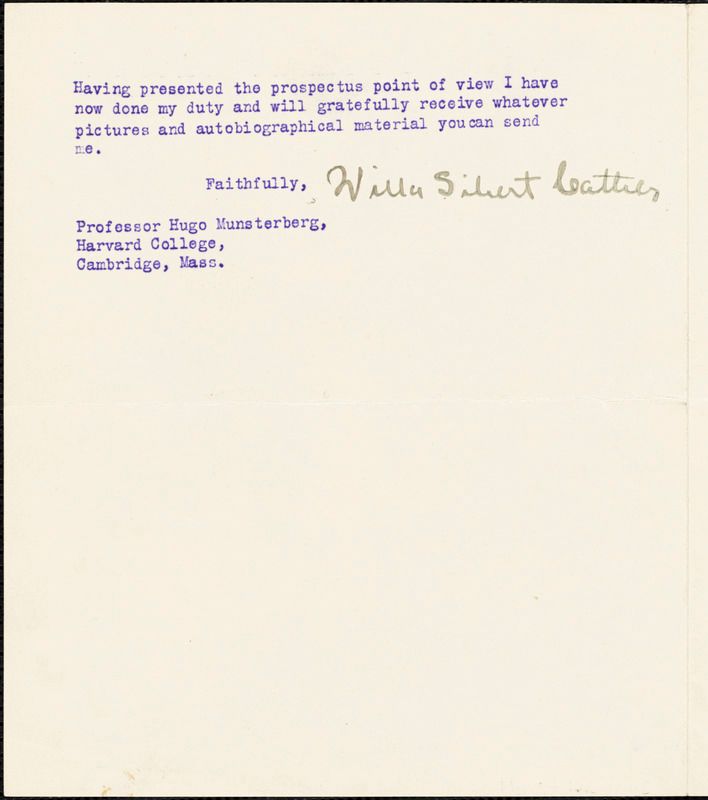 Having presented the prospectus point of view I have
now done my duty and will gratefully receive whatever
pictures and autobiographical material youcan send
me.
Faithfully, Willa Sibert Cather
Professor Hugo Munsterberg,
Harvard College,
Cambridge, Mass.